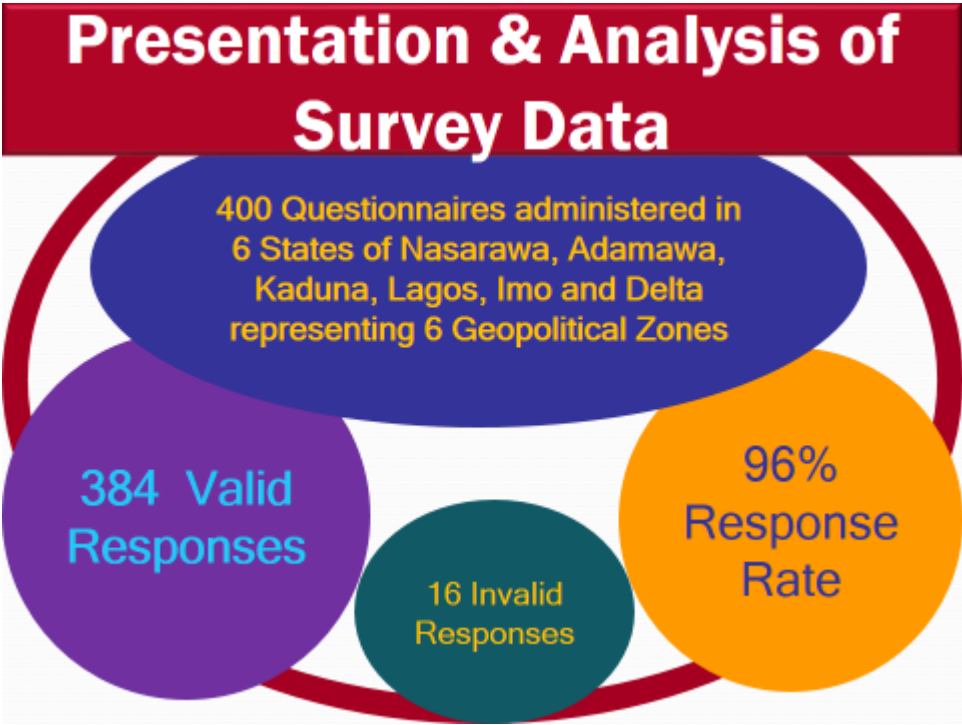 Presentation & Analysis of
Survey Data
400 Questionnaires administered in
6 States of Nasarawa, Adamawa,
Kaduna, Lagos, Imo and Delta
representing 6 Geopolitical Zones
384 Valid
Responses
16 Invalid
Responses
96%
Response
Rate